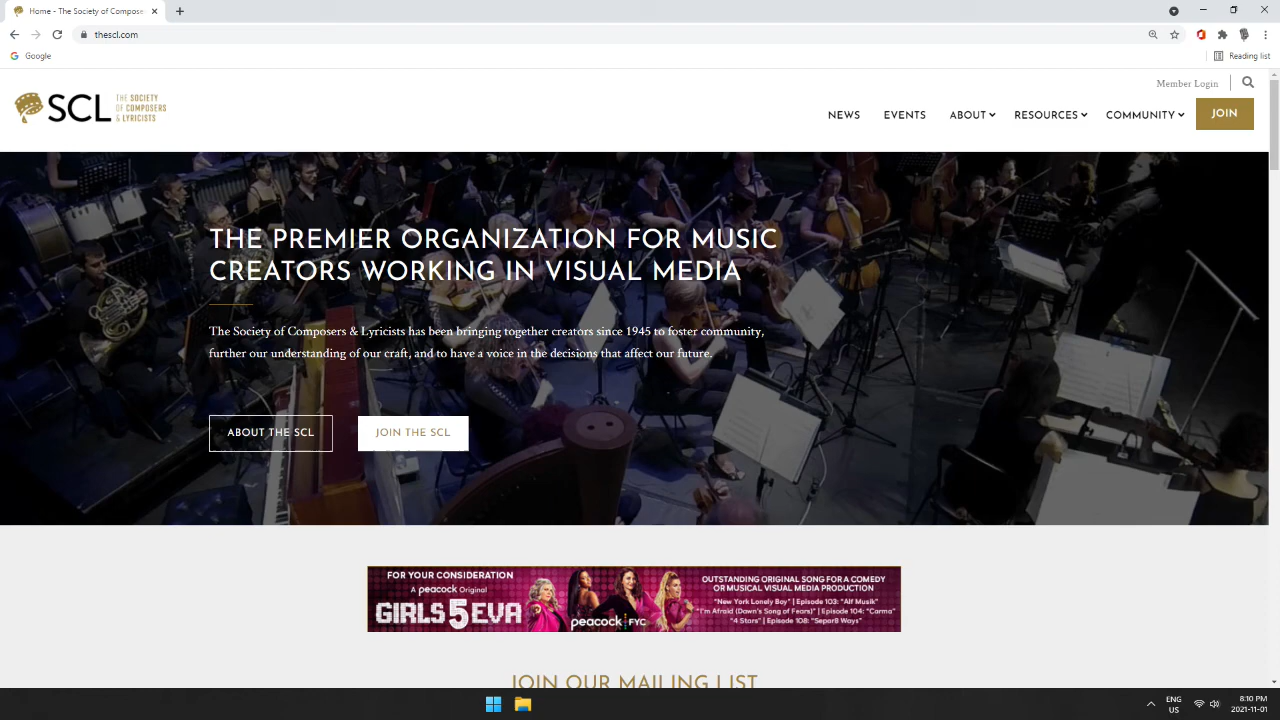 The Society of Composers &
thescl.com
Google
Reading list
Member Login
SCL THE SOCIETY
OF COMPOSERS
& LYRICISTS
NEWS EVENTS ABOUT RESOURCES COMMUNITY JOIN
THE PREMIER ORGANIZATION FOR MUSIC
CREATORS WORKING IN VISUAL MEDIA
The Society of Composers & Lyricists has been bringing together creators since 1945 to foster community,
further our understanding of our craft, and to have a voice in the decisions that affect our future.
ABOUT THE SCL JOIN THE SCL
FOR YOUR CONSIDERATION
A peacock Original
GIRLS5EVA
peacock FYC
OUTSTANDING ORIGINAL SONG FOR A COMEDY
OR MUSICAL VISUAL MEDIA PRODUCTION
"New York Lonely Boy" | Episode 103: "Alf Musik"
"I'm Afraid (Dawn's Song of Fears)" | Episode 104: "Carma"
"4 Stars" | Episode 108: "Separ8 Ways"
JOIN OUR MAILING LIST
ENG
US
8:10 PM
2021-11-01